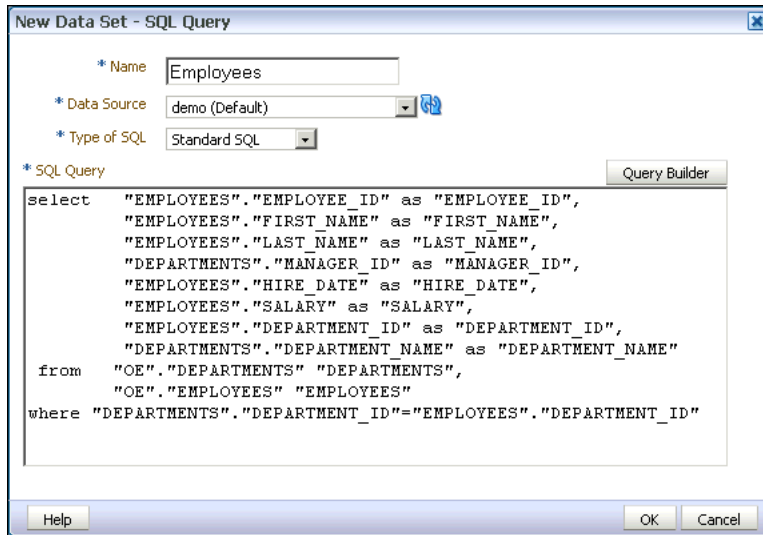 New Data Set - SQL Query
* Name Employees
* Data Source demo (Default)
* Type of SQL Standard SQL
* SQL Query Query Builder
select "EMPLOYEES"."EMPLOYEE_ID" as "EMPLOYEE_ID",
"EMPLOYEES"."FIRST_NAME" as "FIRST_NAME",
"EMPLOYEES"."LAST_NAME" as "LAST_NAME",
"DEPARTMENTS"."MANAGER_ID" as "MANAGER_ID",
"EMPLOYEES"."HIRE_DATE" as "HIRE_DATE",
"EMPLOYEES"."SALARY" as "SALARY",
"EMPLOYEES"."DEPARTMENT_ID" as "DEPARTMENT_ID",
"DEPARTMENTS"."DEPARTMENT_NAME" as "DEPARTMENT_NAME"
from "OE"."DEPARTMENTS" "DEPARTMENTS",
"OE"."EMPLOYEES" "EMPLOYEES"
where "DEPARTMENTS"."DEPARTMENT_ID"="EMPLOYEES"."DEPARTMENT_ID"
Help OK Cancel